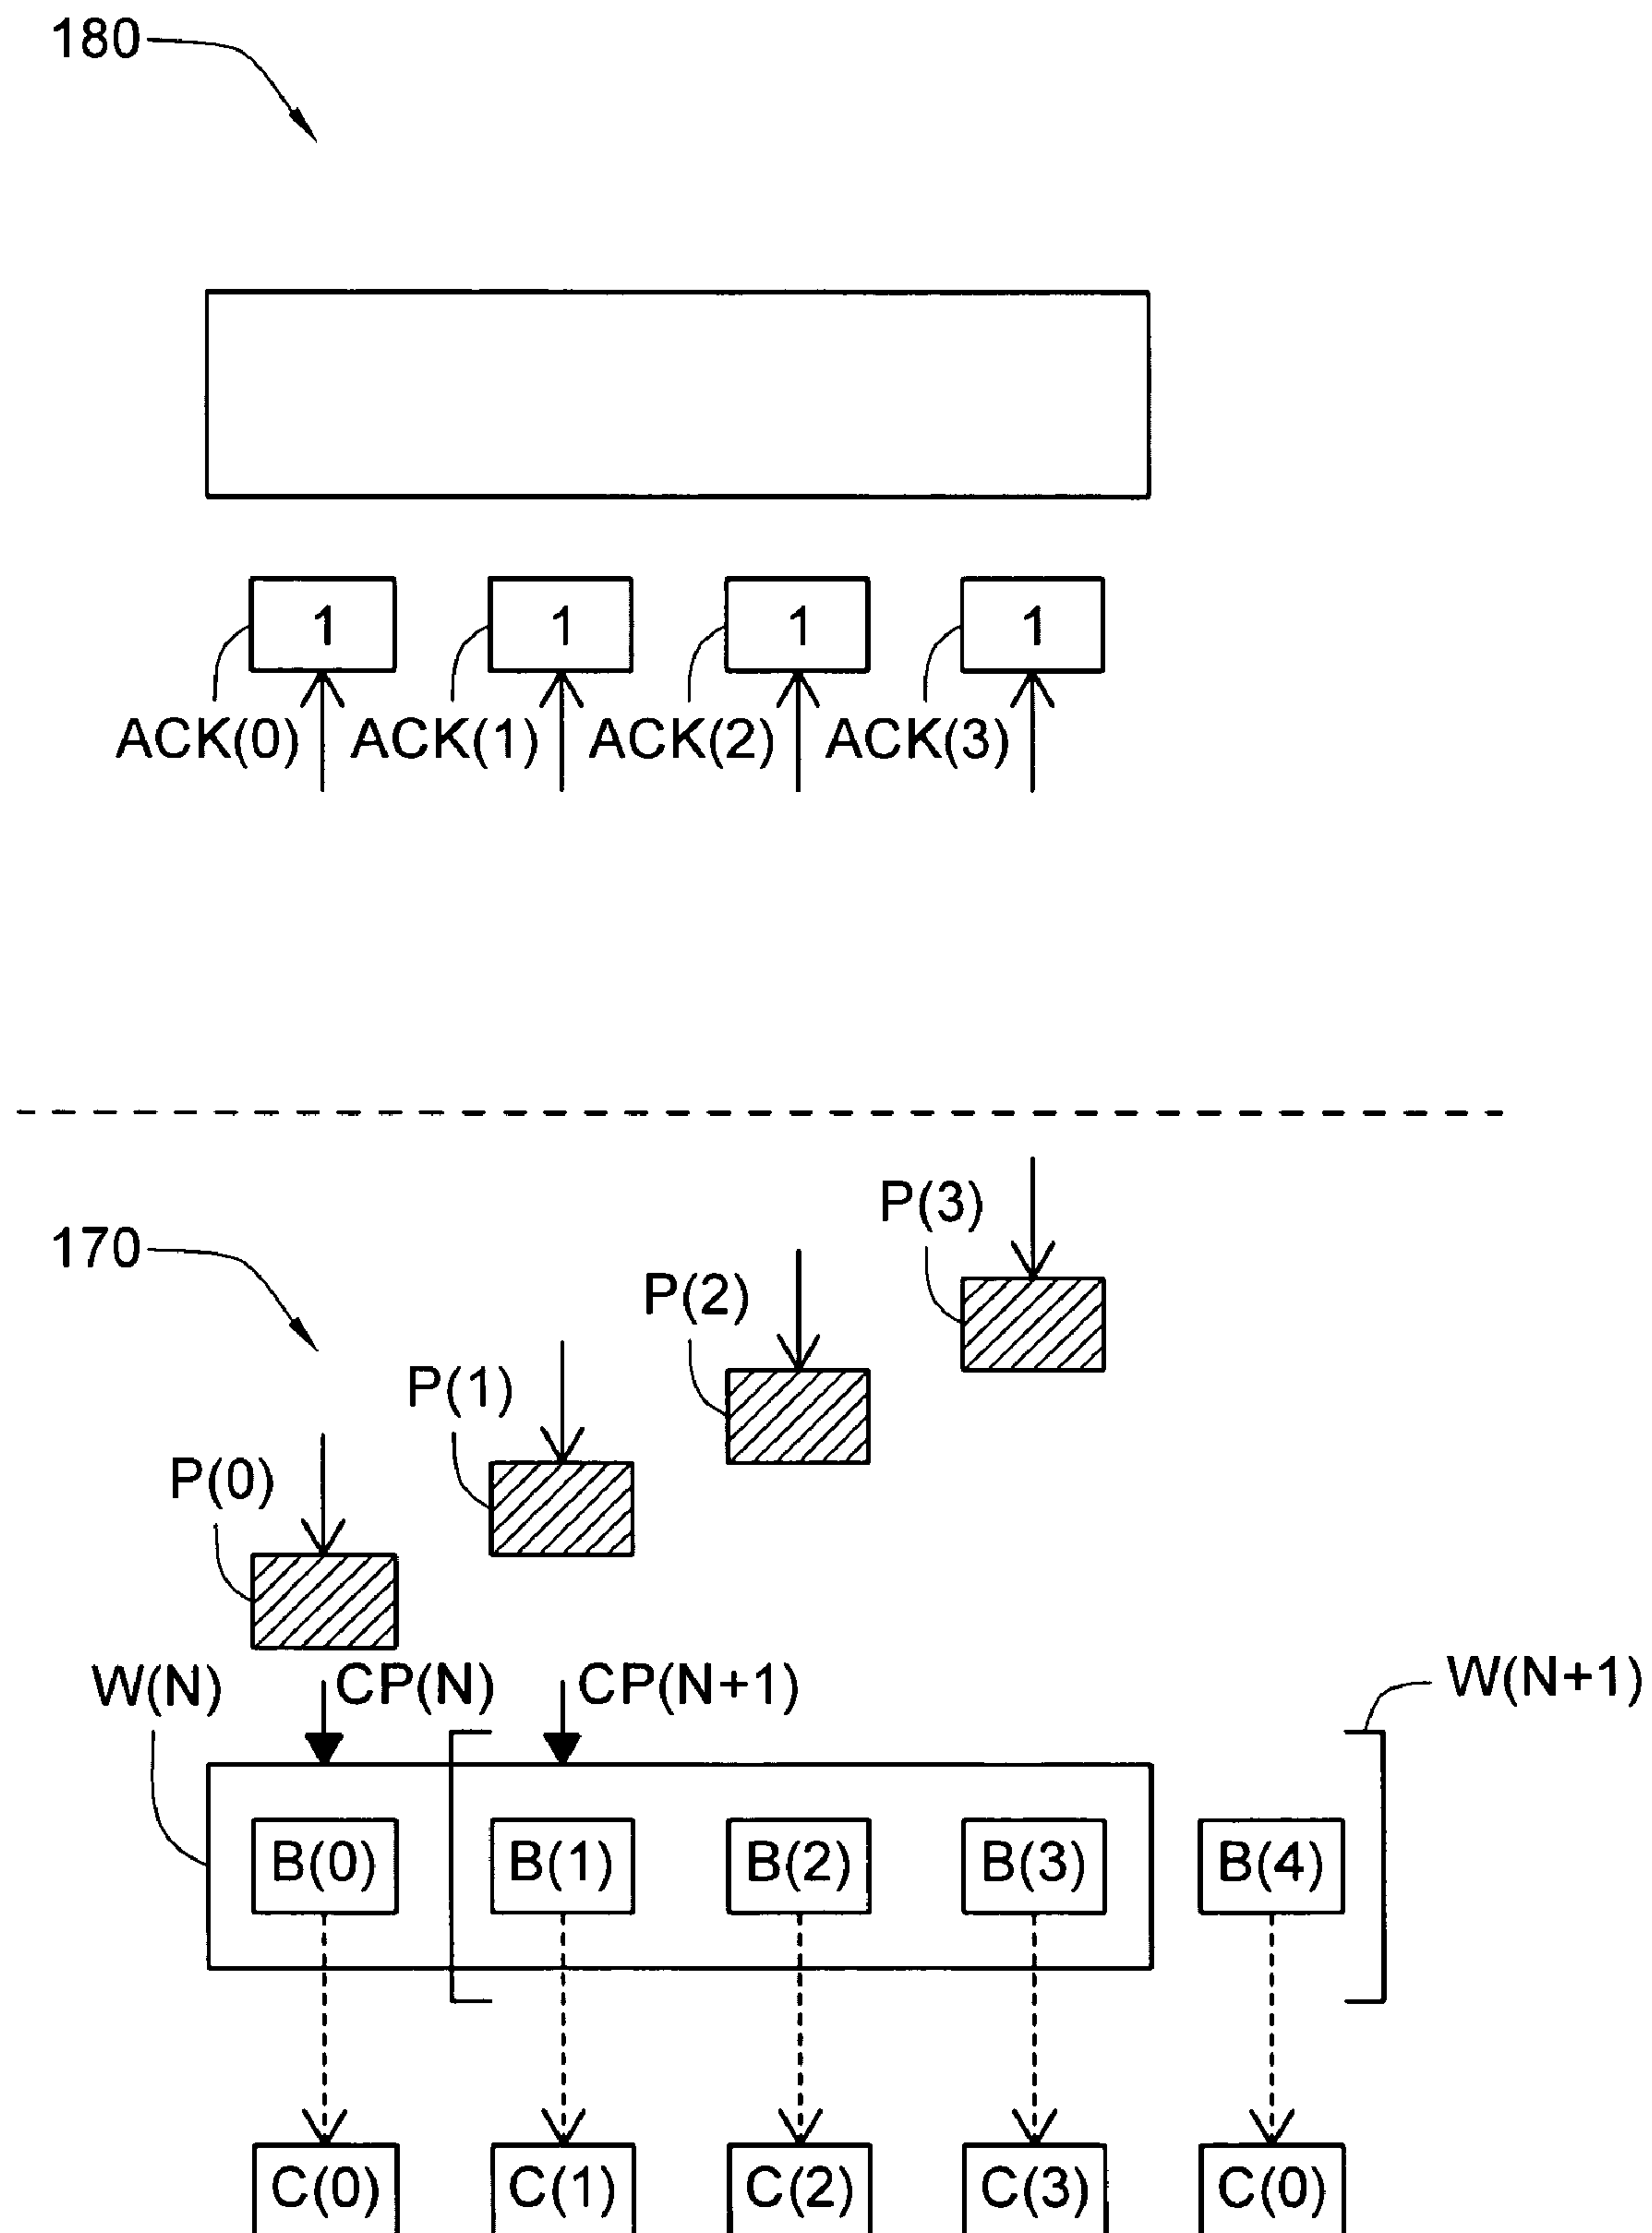 180
1 1 1 1
ACK(0) ACK(1) ACK(2) ACK(3)
P(3)
170
P(2)
P(1)
P(0)
W(N) CP(N) CP(N+1) W(N+1)
B(0) B(1) B(2) B(3) B(4)
C(0) C(1) C(2) C(3) C(0)